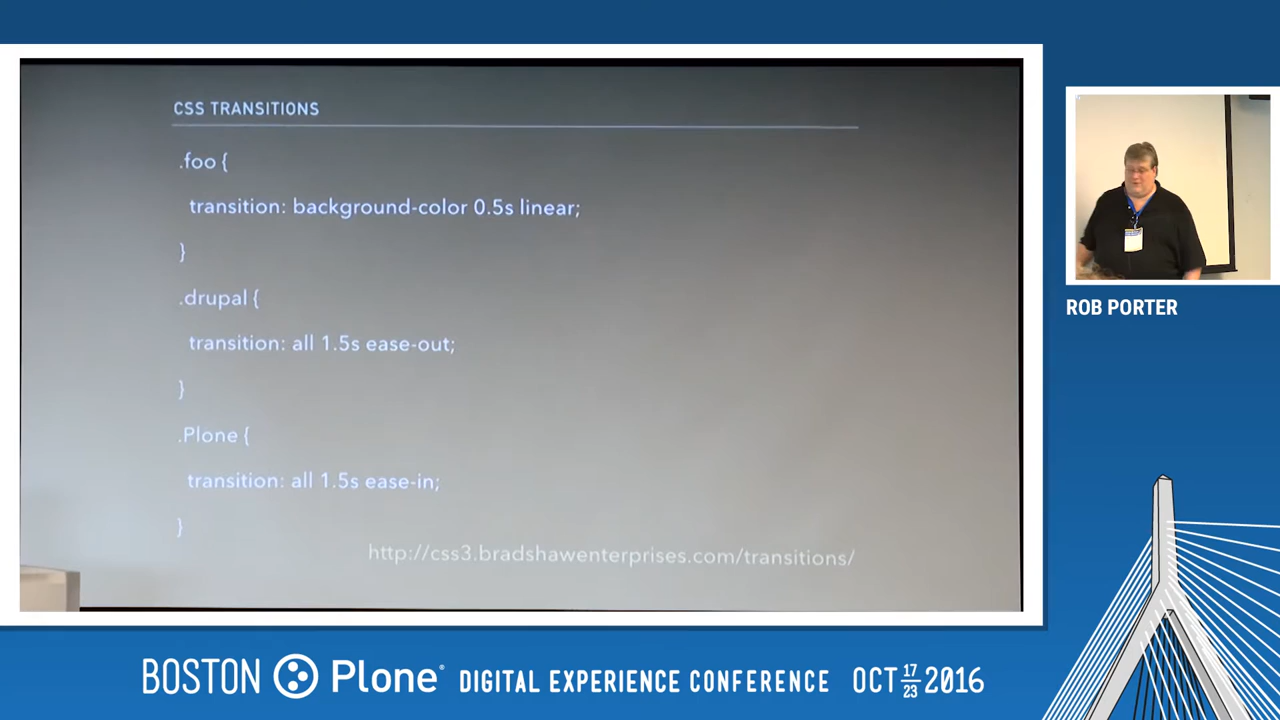 CSS TRANSITIONS
.foo {
transition: background-color 0.5s linear;
}
.drupal {
transition: all 1.5s ease-out;
}
.Plone {
transition: all 1.5s ease-in;
}
http://css3.bradshawenterprises.com/transitions/
ROB PORTER
BOSTON Plone® DIGITAL EXPERIENCE CONFERENCE OCT 17/23 2016